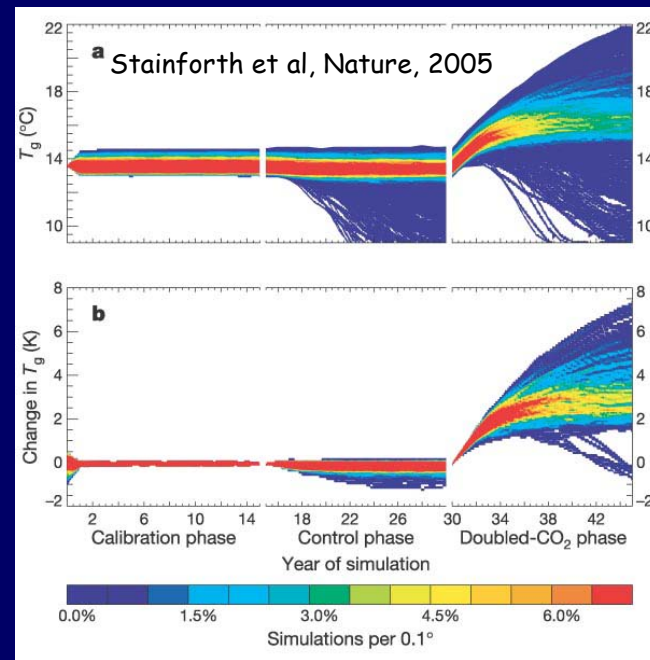 a Stainforth et al, Nature, 2005
T_g (°C)
22 22
18 18
14 14
10 10
b
Change in T_g (K)
8 8
6 6
4 4
2 2
0 0
−2 −2
2 6 10 14 18 22 26 30 34 38 42
Calibration phase Control phase Doubled-CO₂ phase
Year of simulation
0.0% 1.5% 3.0% 4.5% 6.0%
Simulations per 0.1°